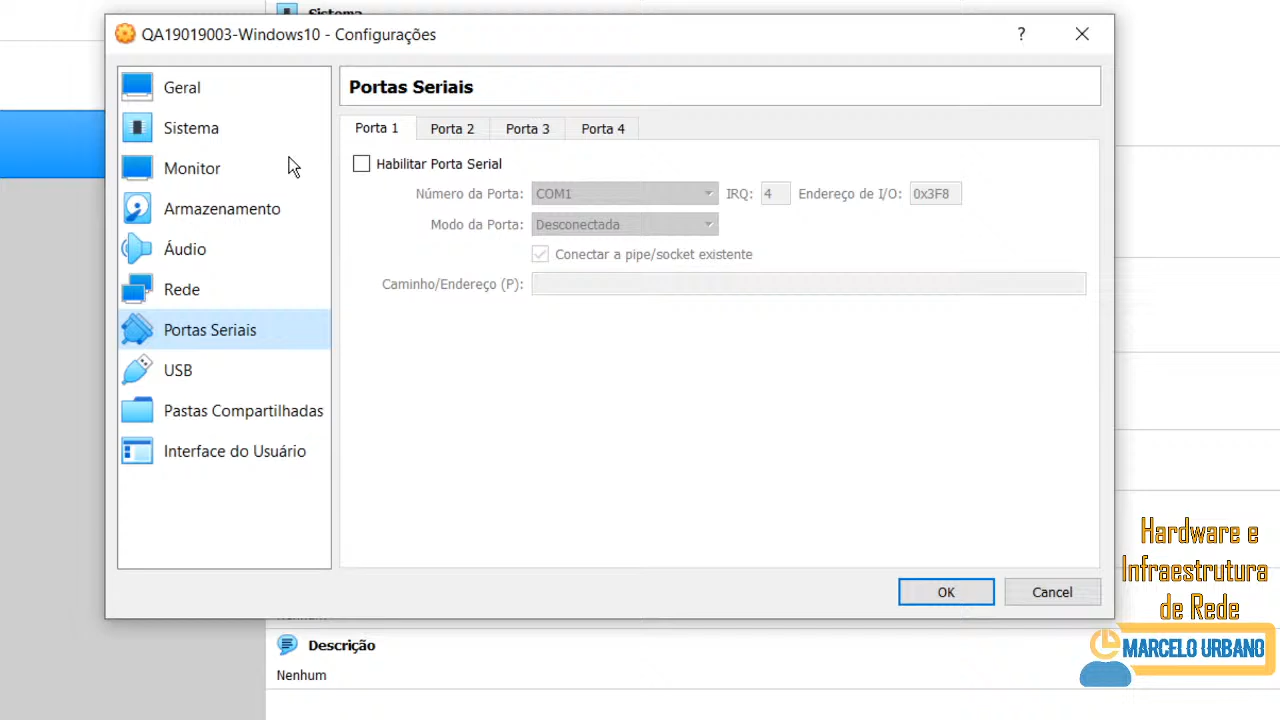 Sistema
QA19019003-Windows10 - Configurações
?
Geral
Sistema
Monitor
Armazenamento
Áudio
Rede
Portas Seriais
USB
Pastas Compartilhadas
Interface do Usuário
Portas Seriais
Porta 1 Porta 2 Porta 3 Porta 4
Habilitar Porta Serial
Número da Porta: COM1 IRQ: 4 Endereço de I/O: 0x3F8
Modo da Porta: Desconectada
Conectar a pipe/socket existente
Caminho/Endereço (P):
OK Cancel
Descrição
Nenhum
Hardware e
Infraestrutura
de Rede
MARCELO URBANO